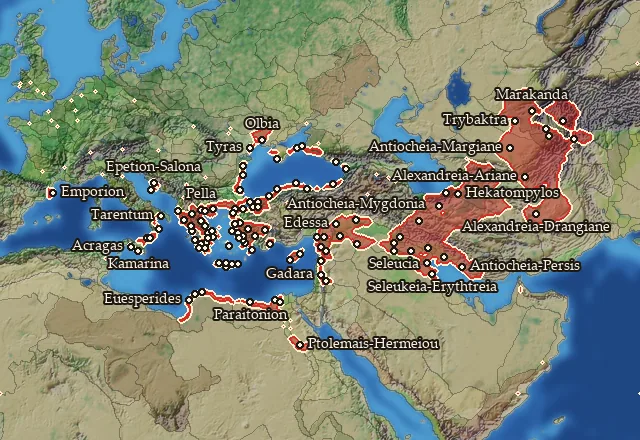 Marakanda
Olbia
Trybaktra
Tyras
Antiocheia-Margiane
Epetion-Salona
Alexandreia-Ariane
Emporion
Pella
Hekatompylos
Antiocheia-Mygdonia
Tarentum
Edessa
Alexandreia-Drangiane
Acragas
Kamarina
Seleucia
Antiocheia-Persis
Gadara
Seleukeia-Erythtreia
Euesperides
Paraitonion
Ptolemais-Hermeiou